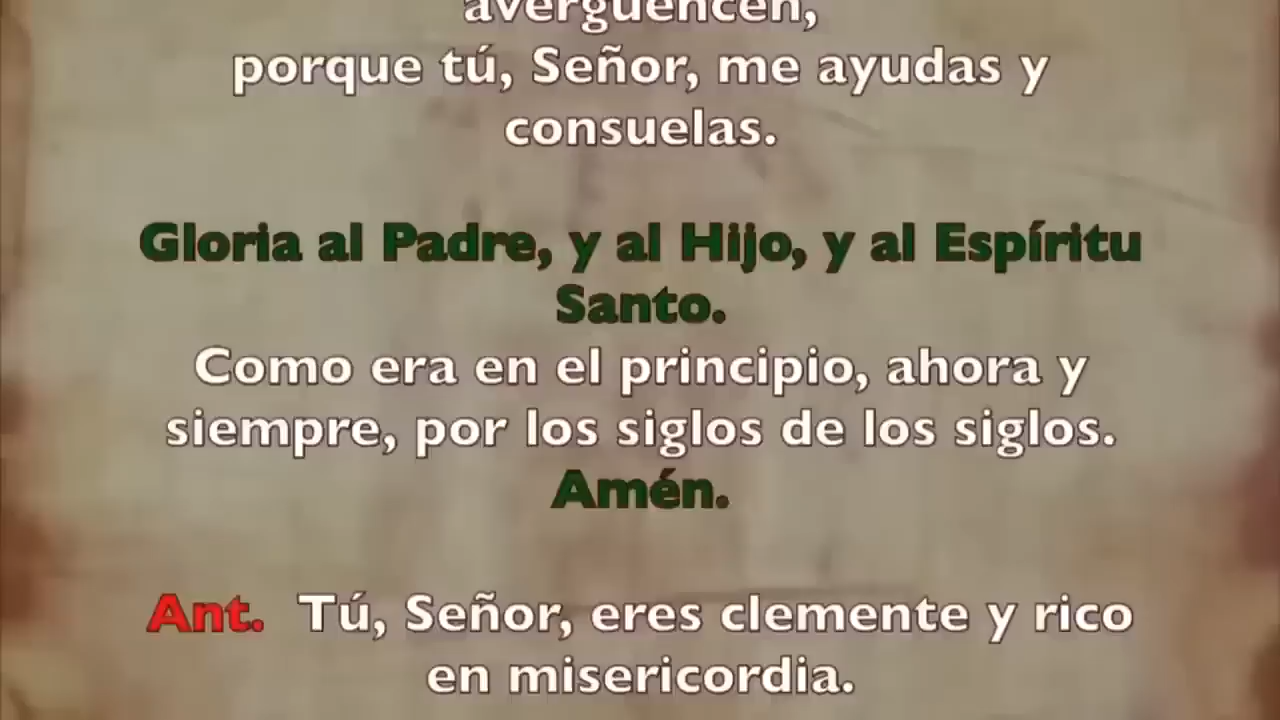 avergüencen,
porque tú, Señor, me ayudas y
consuelas.
Gloria al Padre, y al Hijo, y al Espíritu
Santo.
Como era en el principio, ahora y
siempre, por los siglos de los siglos.
Amén.
Ant. Tú, Señor, eres clemente y rico
en misericordia.